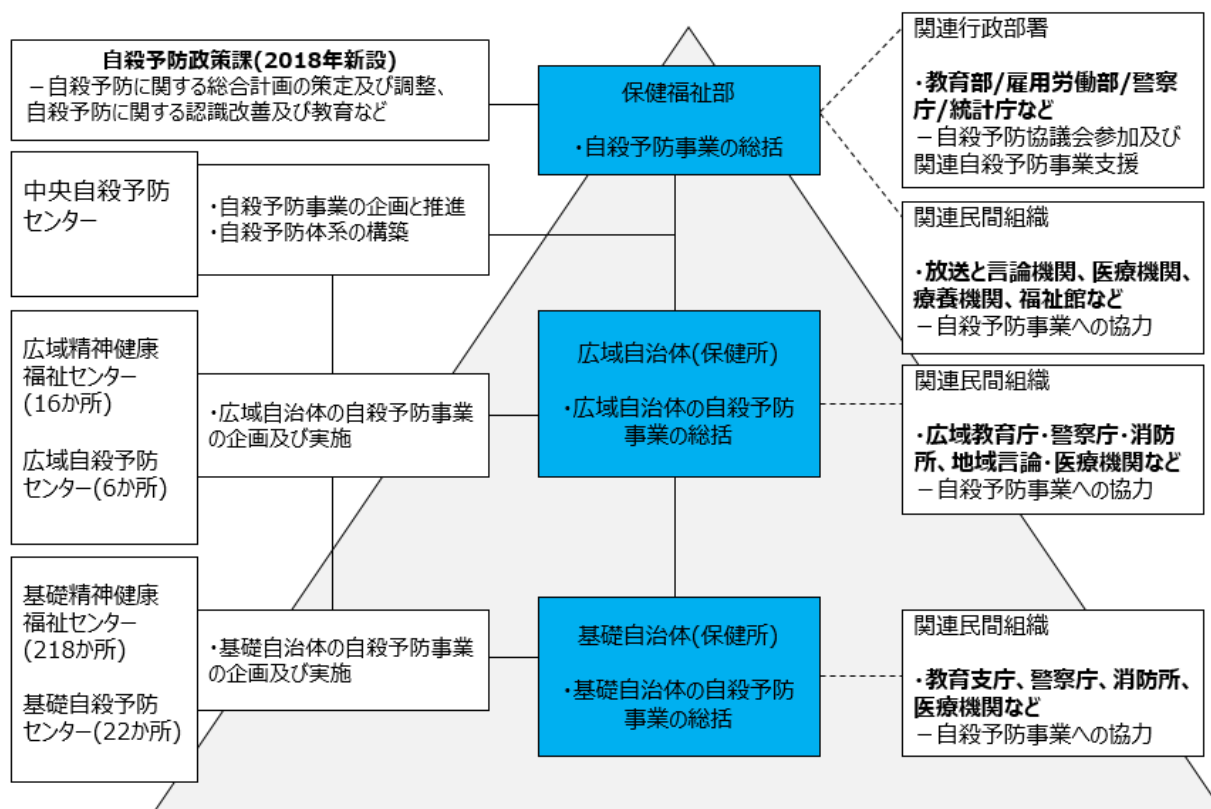 自殺予防政策課(2018年新設)
－自殺予防に関する総合計画の策定及び調整、
自殺予防に関する認識改善及び教育など
保健福祉部
・自殺予防事業の総括
関連行政部署
・教育部/雇用労働部/警察
庁/統計庁など
－自殺予防協議会参加及び
関連自殺予防事業支援
中央自殺予防
センター
・自殺予防事業の企画と推進
・自殺予防体系の構築
関連民間組織
・放送と言論機関、医療機関、
療養機関、福祉館など
－自殺予防事業への協力
広域精神健康
福祉センター
(16か所)
広域自殺予防
センター(6か所)
・広域自治体の自殺予防事業
の企画及び実施
広域自治体(保健所)
・広域自治体の自殺予防
事業の総括
関連民間組織
・広域教育庁・警察庁・消防
所、地域言論・医療機関など
－自殺予防事業への協力
基礎精神健康
福祉センター
(218か所)
基礎自殺予防
センター(22か所)
・基礎自治体の自殺予防事業
の企画及び実施
基礎自治体(保健所)
・基礎自治体の自殺予防
事業の総括
関連民間組織
・教育支庁、警察庁、消防所、
医療機関など
－自殺予防事業への協力